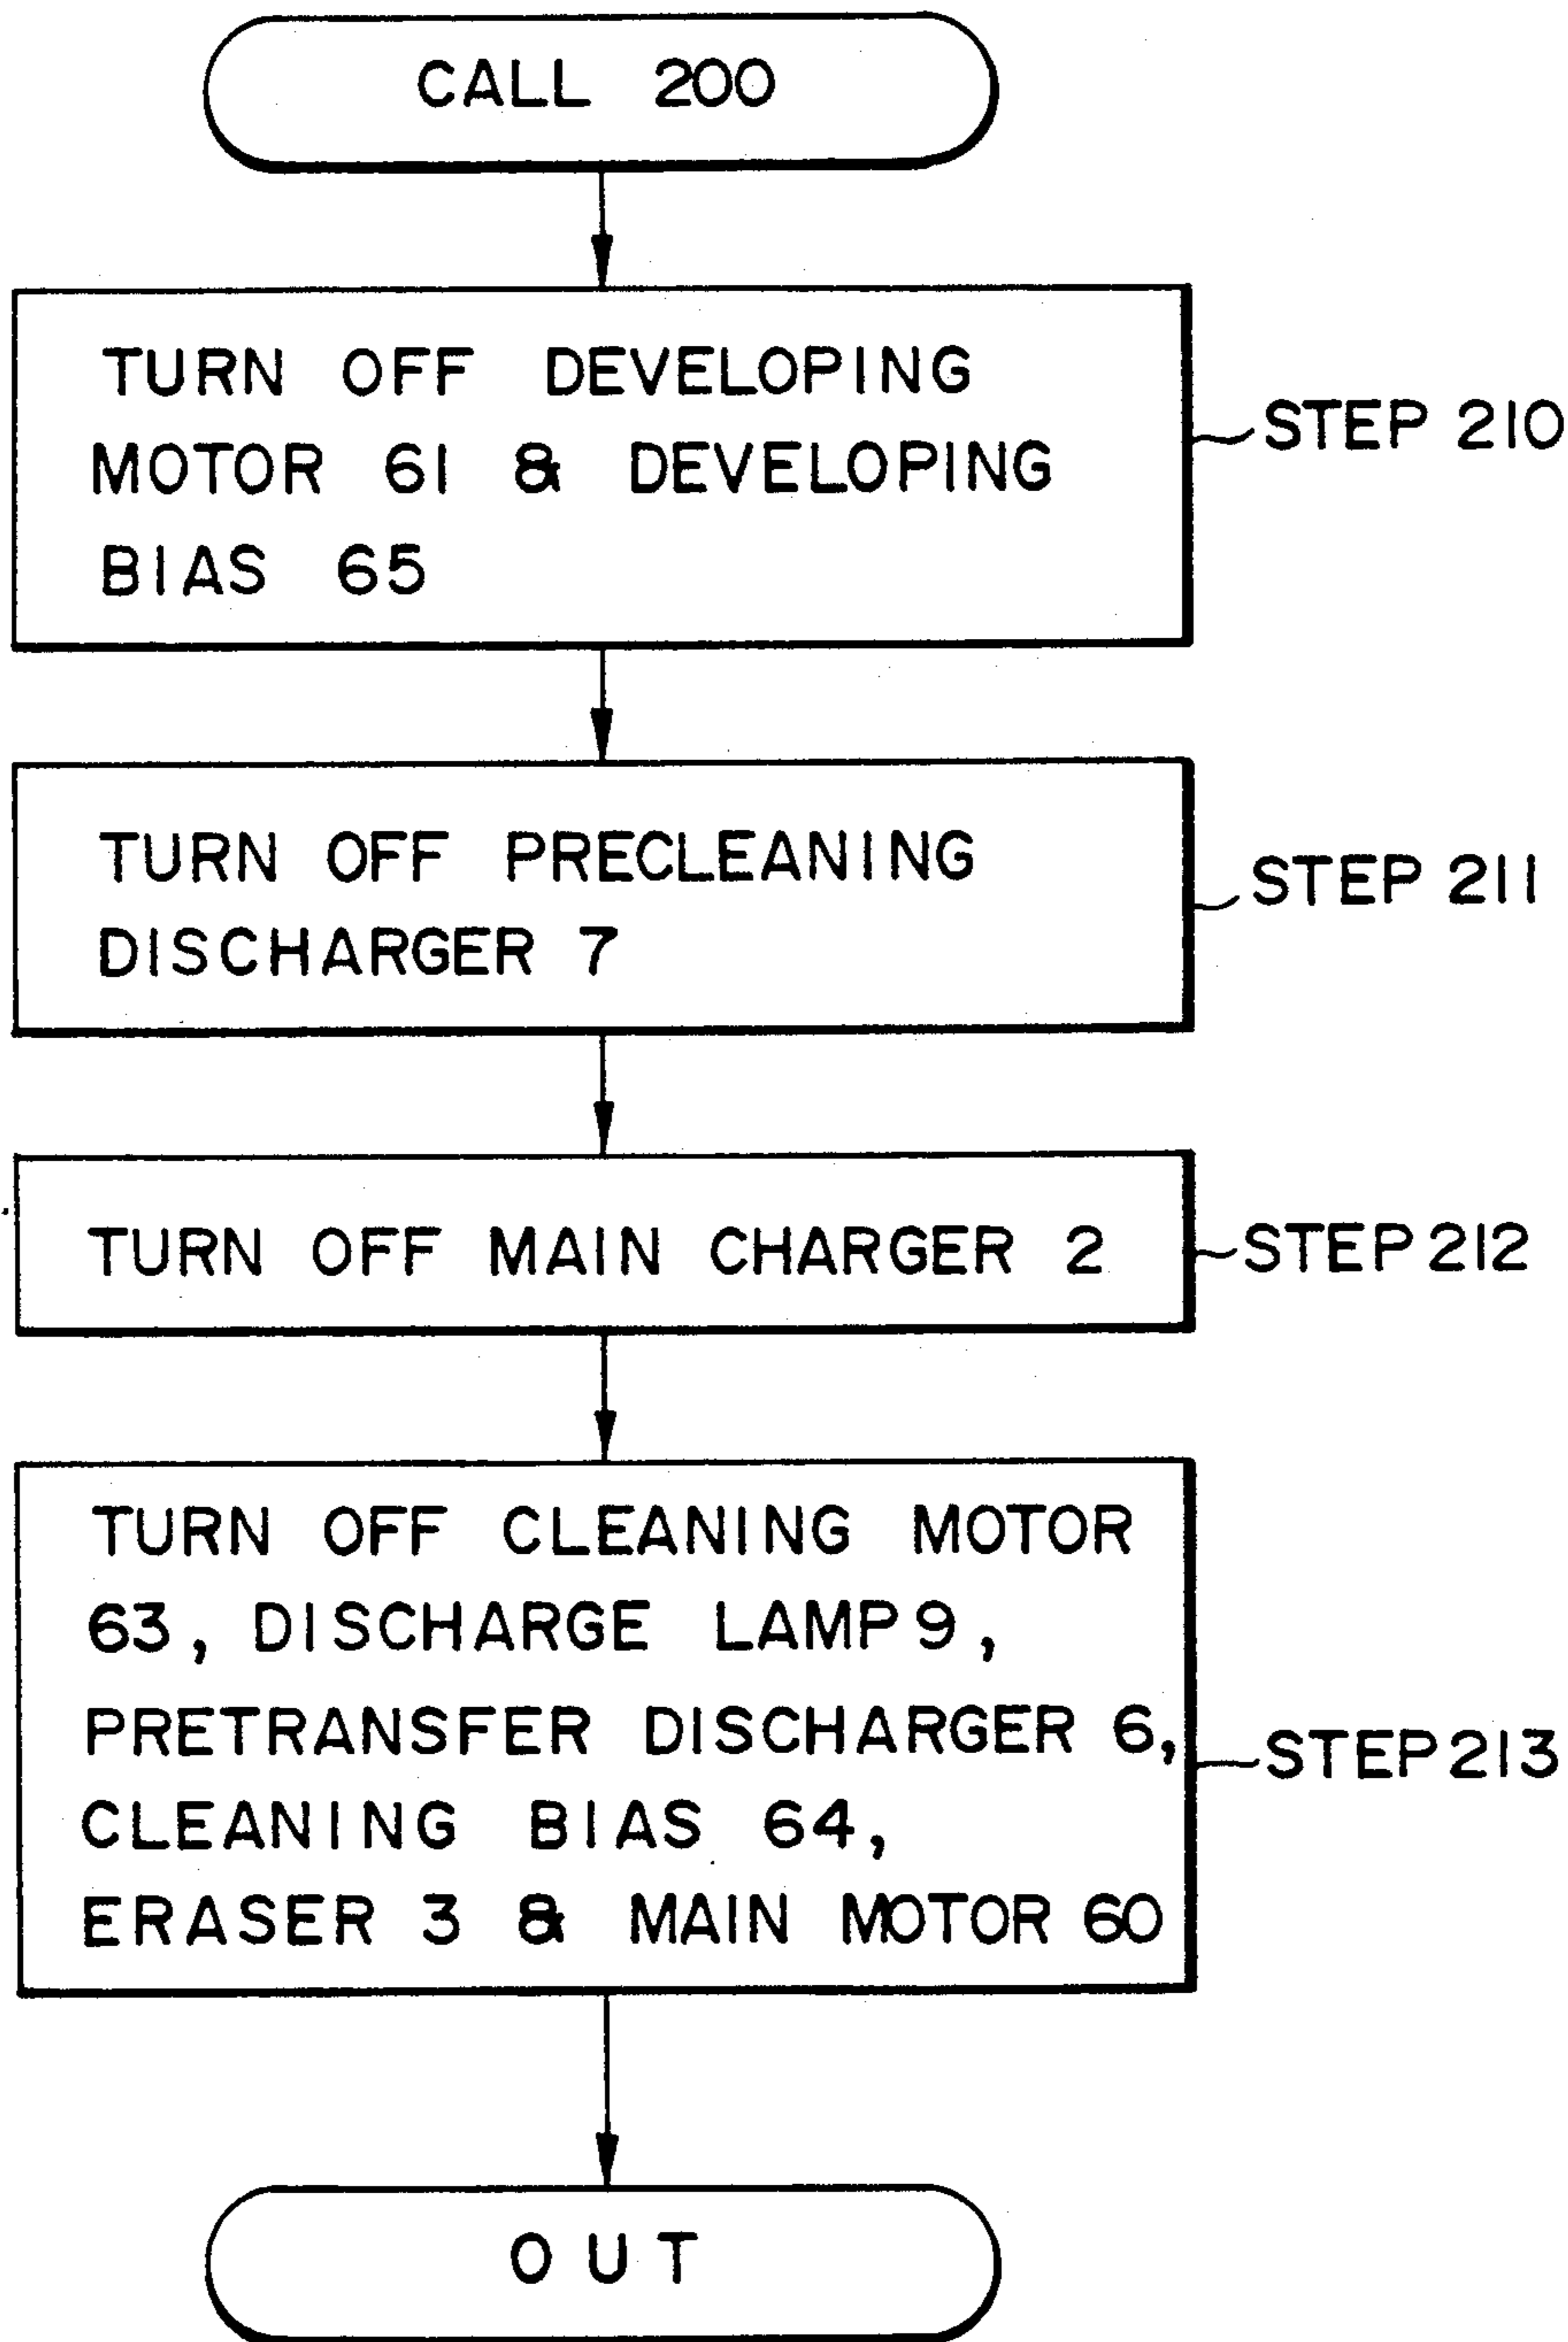 CALL 200
TURN OFF DEVELOPING
MOTOR 61 & DEVELOPING
BIAS 65
STEP 210
TURN OFF PRECLEANING
DISCHARGER 7
STEP 211
TURN OFF MAIN CHARGER 2
STEP 212
TURN OFF CLEANING MOTOR
63, DISCHARGE LAMP 9,
PRETRANSFER DISCHARGER 6,
CLEANING BIAS 64,
ERASER 3 & MAIN MOTOR 60
STEP 213
OUT